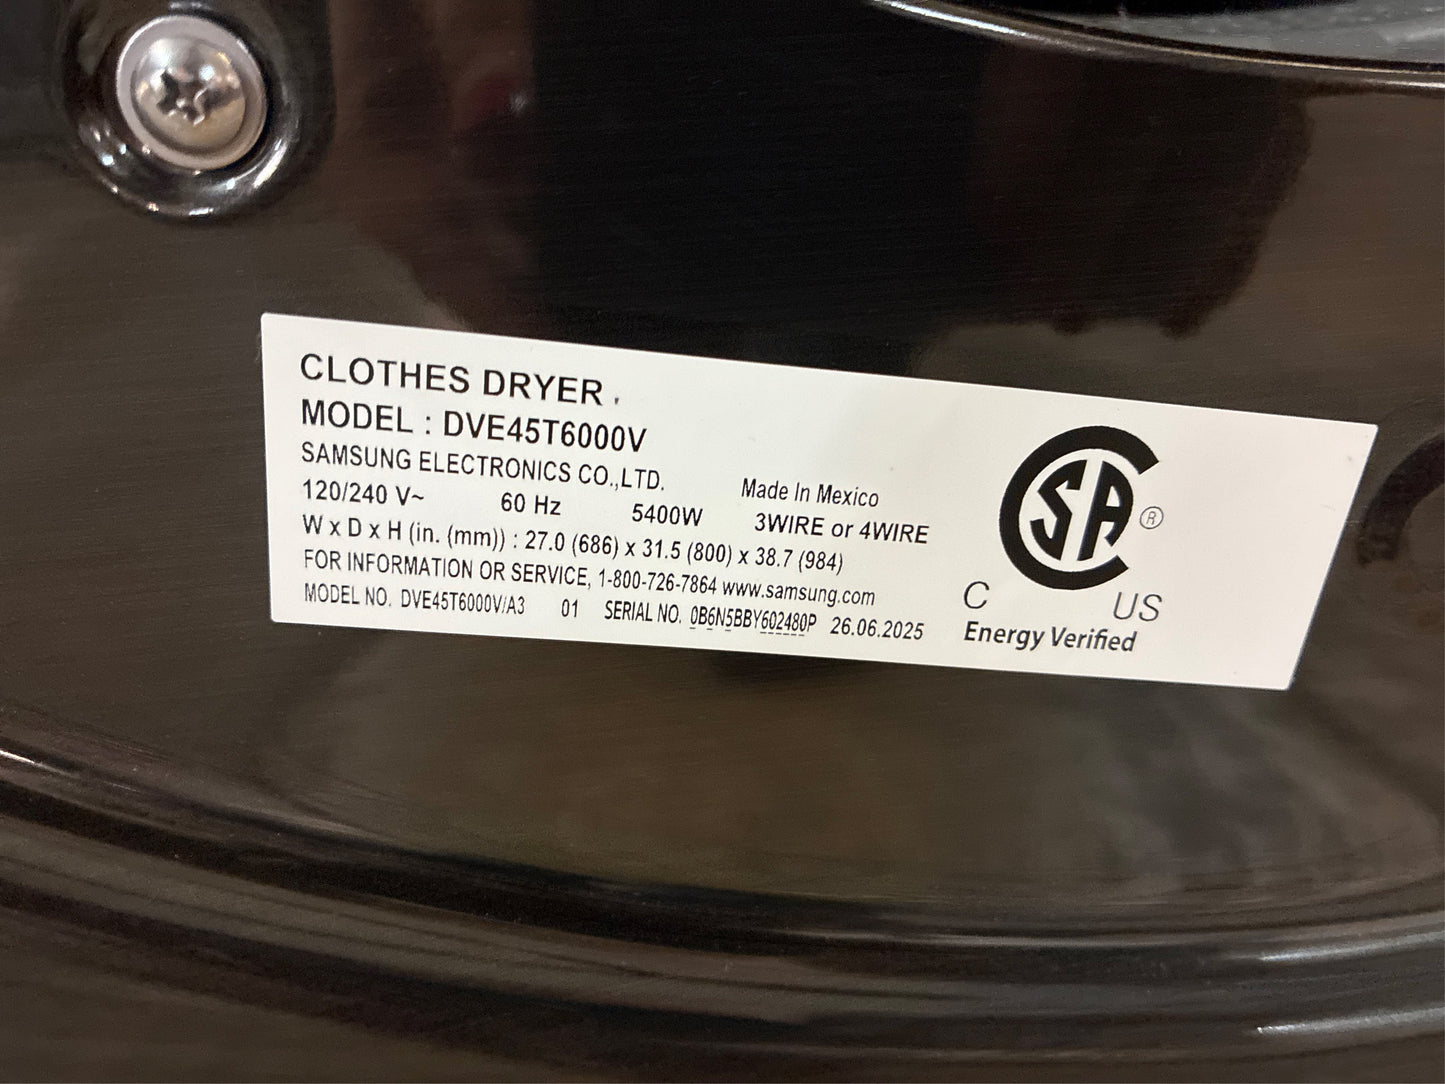 CLOTHES DRYER
MODEL : DVE45T6000V
SAMSUNG ELECTRONICS CO.,LTD. Made In Mexico
120/240 V~ 60 Hz 5400W 3WIRE or 4WIRE
W x D x H (in. (mm)) : 27.0 (686) x 31.5 (800) x 38.7 (984)
FOR INFORMATION OR SERVICE, 1-800-726-7864 www.samsung.com
MODEL NO. DVE45T6000V/A3 01 SERIAL NO. 0B6N5BBY602480P 26.06.2025
CSA ®
C US
Energy Verified